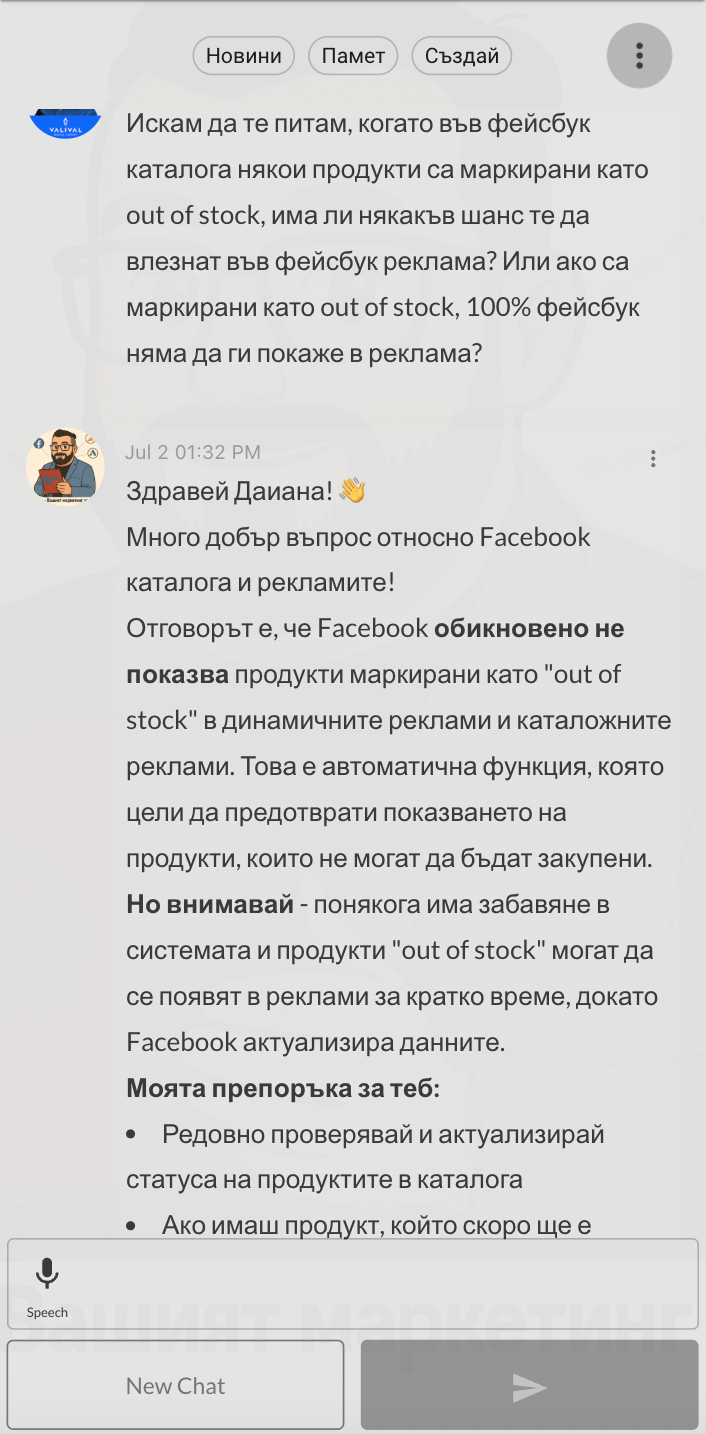 Новини Памет Създай
VALIVAL
Искам да те питам, когато във фейсбук
каталога някои продукти са маркирани като
out of stock, има ли някакъв шанс те да
влезнат във фейсбук реклама? Или ако са
маркирани като out of stock, 100% фейсбук
няма да ги покаже в реклама?
Jul 2 01:32 PM
Здравей Даиана! 👋
Много добър въпрос относно Facebook
каталога и рекламите!
Отговорът е, че Facebook обикновено не
показва продукти маркирани като "out of
stock" в динамичните реклами и каталожните
реклами. Това е автоматична функция, която
цели да предотврати показването на
продукти, които не могат да бъдат закупени.
Но внимавай - понякога има забавяне в
системата и продукти "out of stock" могат да
се появят в реклами за кратко време, докато
Facebook актуализира данните.
Моята препоръка за теб:
• Редовно проверявай и актуализирай
статуса на продуктите в каталога
• Ако имаш продукт, който скоро ще е
Speech
Вашият маркетинг
New Chat